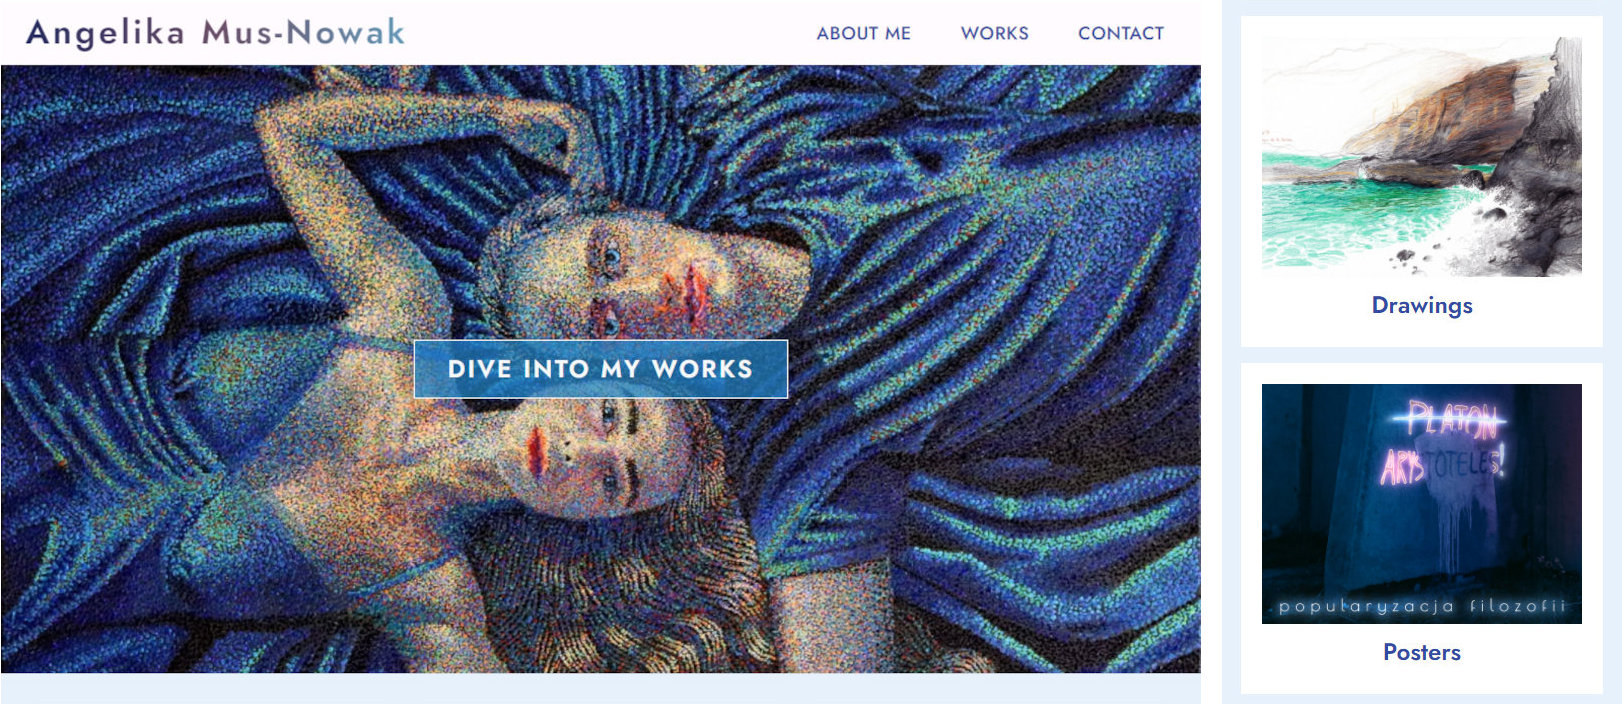 Angelika Mus-Nowak
ABOUT ME
WORKS
CONTACT
DIVE INTO MY WORKS
Drawings
PLATON
ARYSTOTELES!
popularyzacja filozofii
Posters